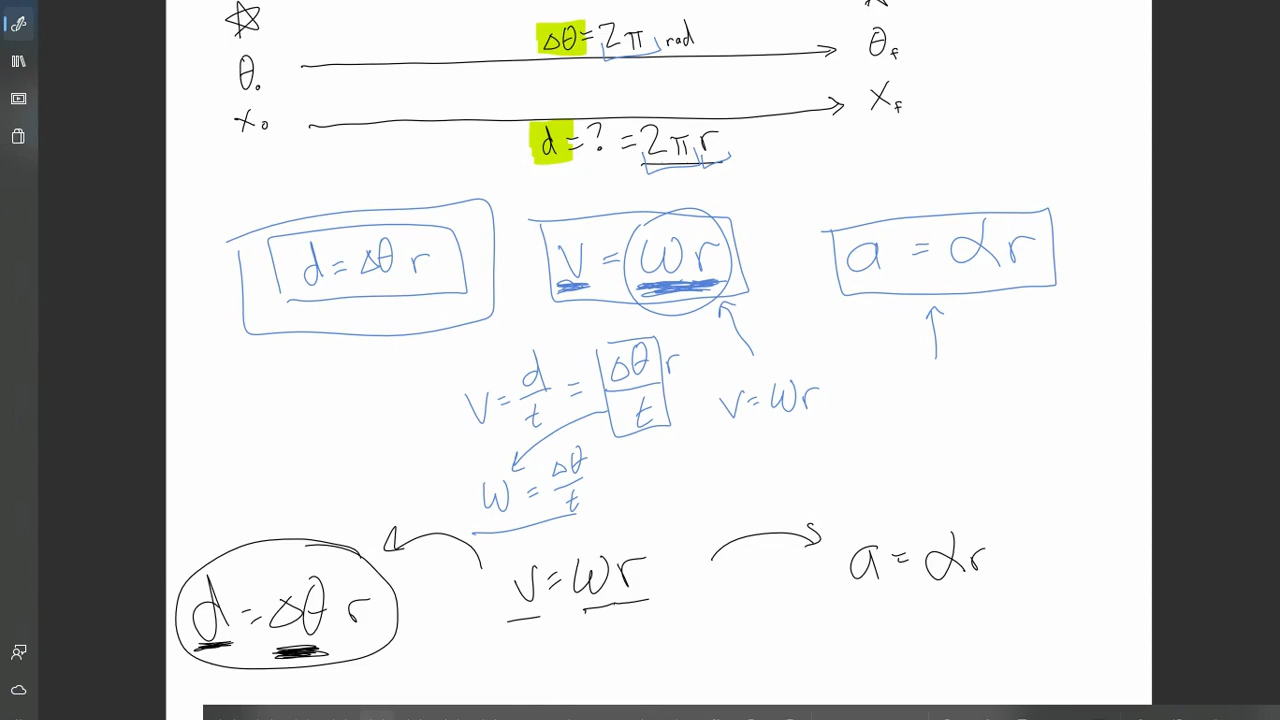 Δθ = 2π rad
θ₀ θf
x₀ xf
d = ? = 2πr
d = Δθ r v = ωr a = αr
v = d/t = Δθ/t r v = ωr
ω = Δθ/t
d = Δθ r v = ωr a = αr